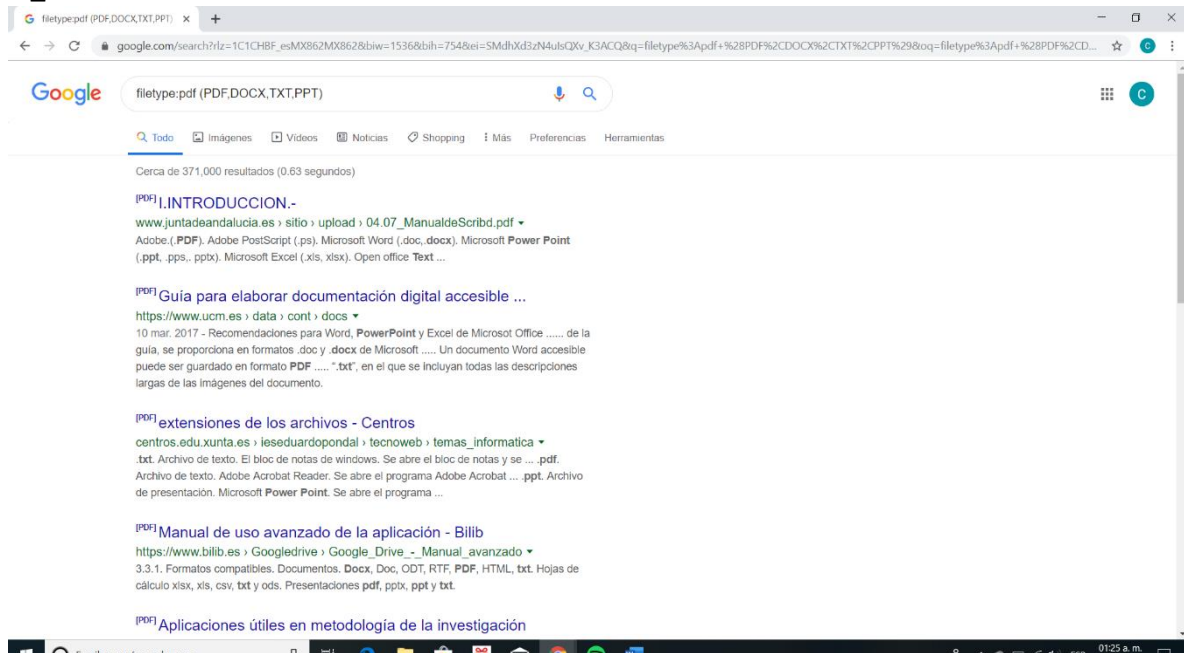 filetype:pdf (PDF,DOCX,TXT,PPT)
google.com/search?rlz=1C1CHBF_esMX862MX862&biw=1536&bih=754&ei=SMdhXd3zN4ulsQXv_K3ACQ&q=filetype%3Apdf+%28PDF%2CDOCX%2CTXT%2CPPT%29&oq=filetype%3Apdf+%28PDF%2CD...
C
Google
filetype:pdf (PDF,DOCX,TXT,PPT)
C
Todo Imágenes Vídeos Noticias Shopping Más Preferencias Herramientas
Cerca de 371,000 resultados (0.63 segundos)
[PDF] I.INTRODUCCION.-
www.juntadeandalucia.es › sitio › upload › 04.07_ManualdeScribd.pdf
Adobe.(.PDF). Adobe PostScript (.ps). Microsoft Word (.doc,.docx). Microsoft Power Point
(.ppt, .pps,. pptx). Microsoft Excel (.xls, xlsx). Open office Text ...
[PDF] Guía para elaborar documentación digital accesible ...
https://www.ucm.es › data › cont › docs
10 mar. 2017 - Recomendaciones para Word, PowerPoint y Excel de Microsot Office ...... de la
guía, se proporciona en formatos .doc y .docx de Microsoft ..... Un documento Word accesible
puede ser guardado en formato PDF ..... “.txt”, en el que se incluyan todas las descripciones
largas de las imágenes del documento.
[PDF] extensiones de los archivos - Centros
centros.edu.xunta.es › ieseduardopondal › tecnoweb › temas_informatica
.txt. Archivo de texto. El bloc de notas de windows. Se abre el bloc de notas y se ... .pdf.
Archivo de texto. Adobe Acrobat Reader. Se abre el programa Adobe Acrobat ... .ppt. Archivo
de presentación. Microsoft Power Point. Se abre el programa ...
[PDF] Manual de uso avanzado de la aplicación - Bilib
https://www.bilib.es › Googledrive › Google_Drive_-_Manual_avanzado
3.3.1. Formatos compatibles. Documentos. Docx, Doc, ODT, RTF, PDF, HTML, txt. Hojas de
cálculo xlsx, xls, csv, txt y ods. Presentaciones pdf, pptx, ppt y txt.
[PDF] Aplicaciones útiles en metodología de la investigación
01:25 a. m.